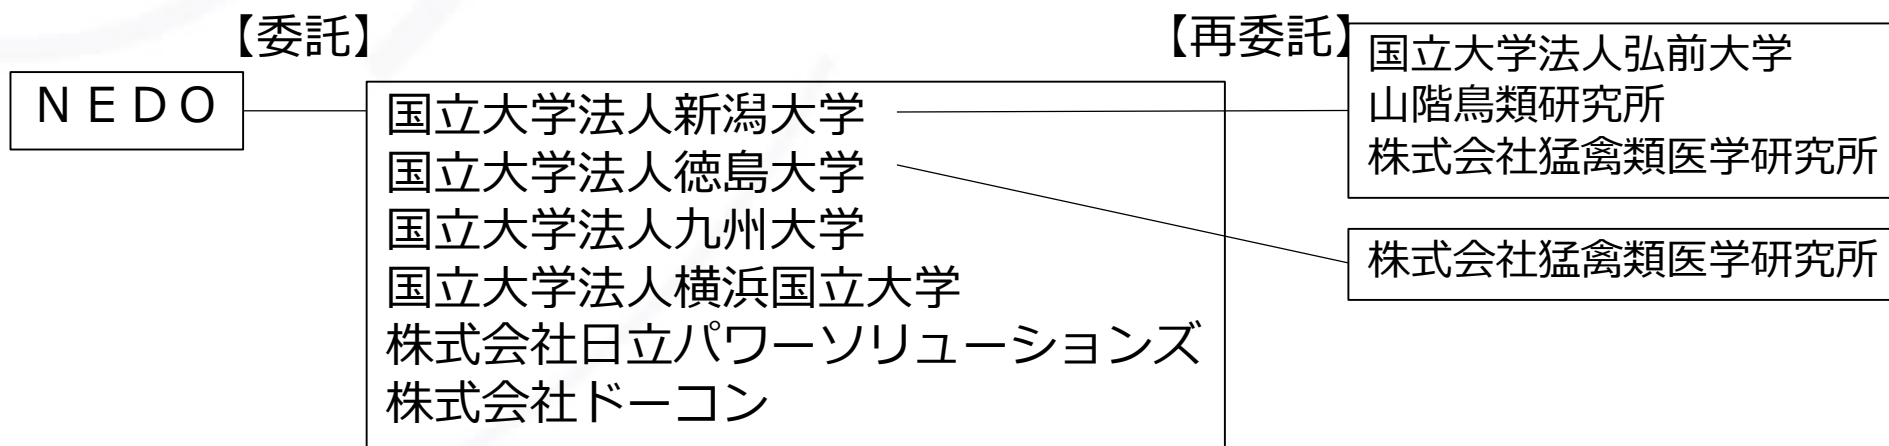 【委託】
【再委託】
NEDO
国立大学法人新潟大学
国立大学法人徳島大学
国立大学法人九州大学
国立大学法人横浜国立大学
株式会社日立パワーソリューションズ
株式会社ドーコン
国立大学法人弘前大学
山階鳥類研究所
株式会社猛禽類医学研究所
株式会社猛禽類医学研究所